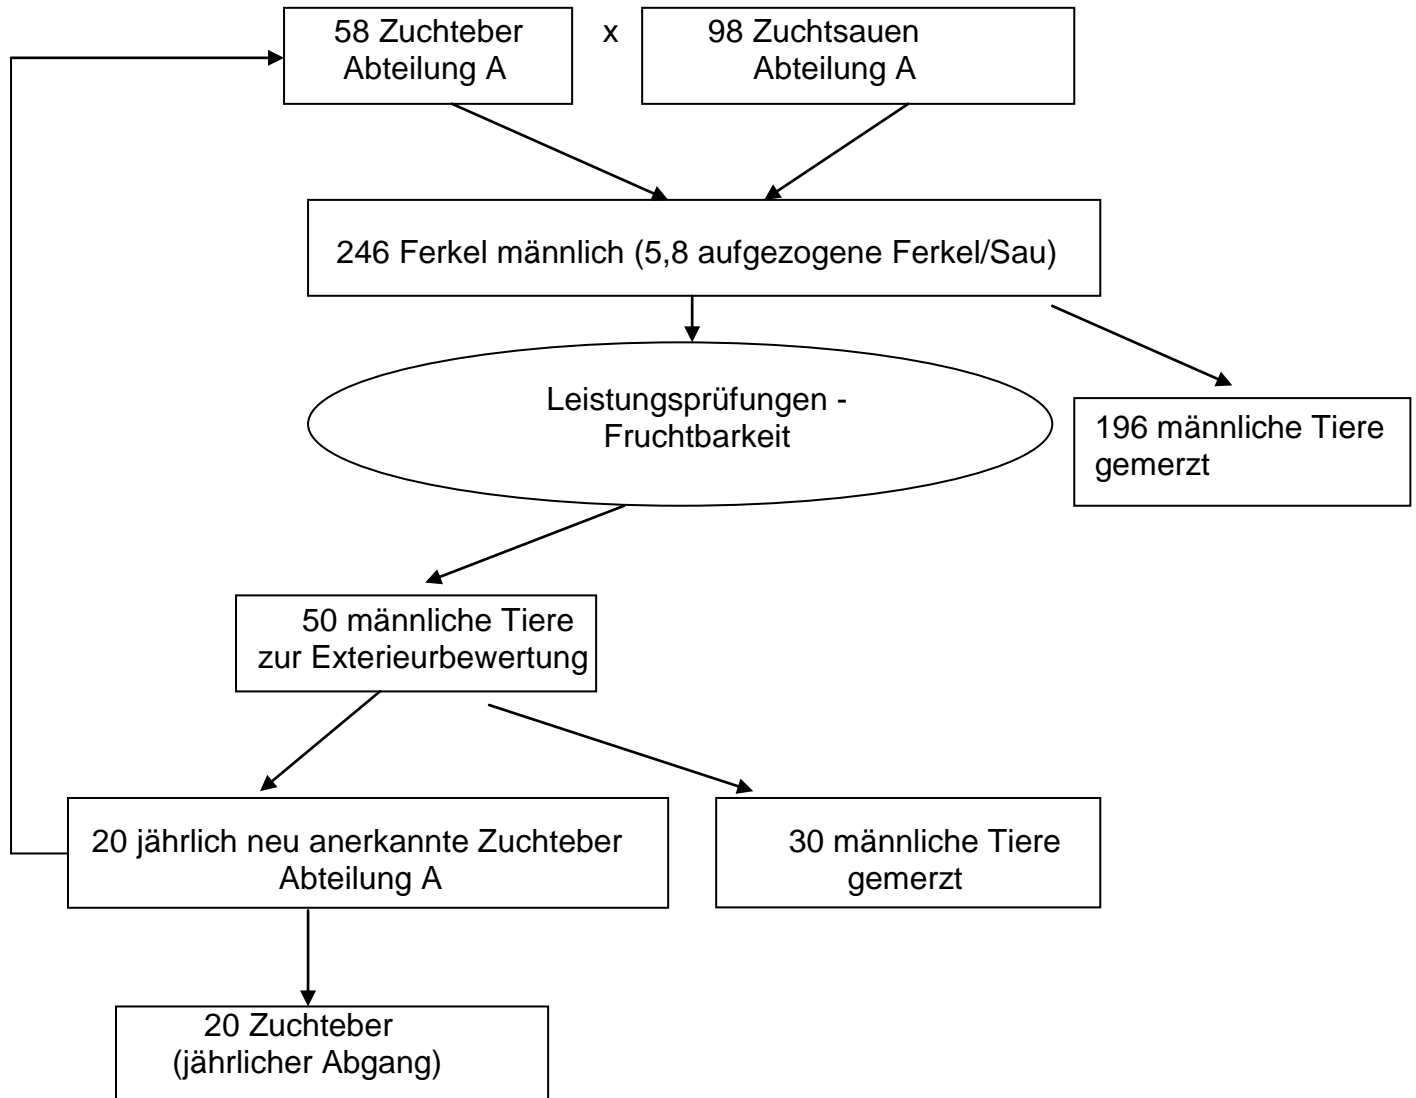 58 Zuchteber
Abteilung A
x
98 Zuchtsauen
Abteilung A
246 Ferkel männlich (5,8 aufgezogene Ferkel/Sau)
Leistungsprüfungen -
Fruchtbarkeit
196 männliche Tiere
gemerzt
50 männliche Tiere
zur Exterieurbewertung
20 jährlich neu anerkannte Zuchteber
Abteilung A
30 männliche Tiere
gemerzt
20 Zuchteber
(jährlicher Abgang)